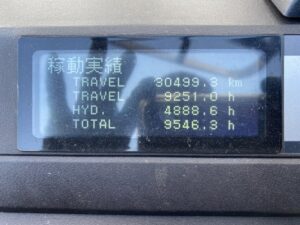 稼動実績
TRAVEL 30499.3 km
TRAVEL 9251.0 h
HYD. 4888.6 h
TOTAL 9546.3 h